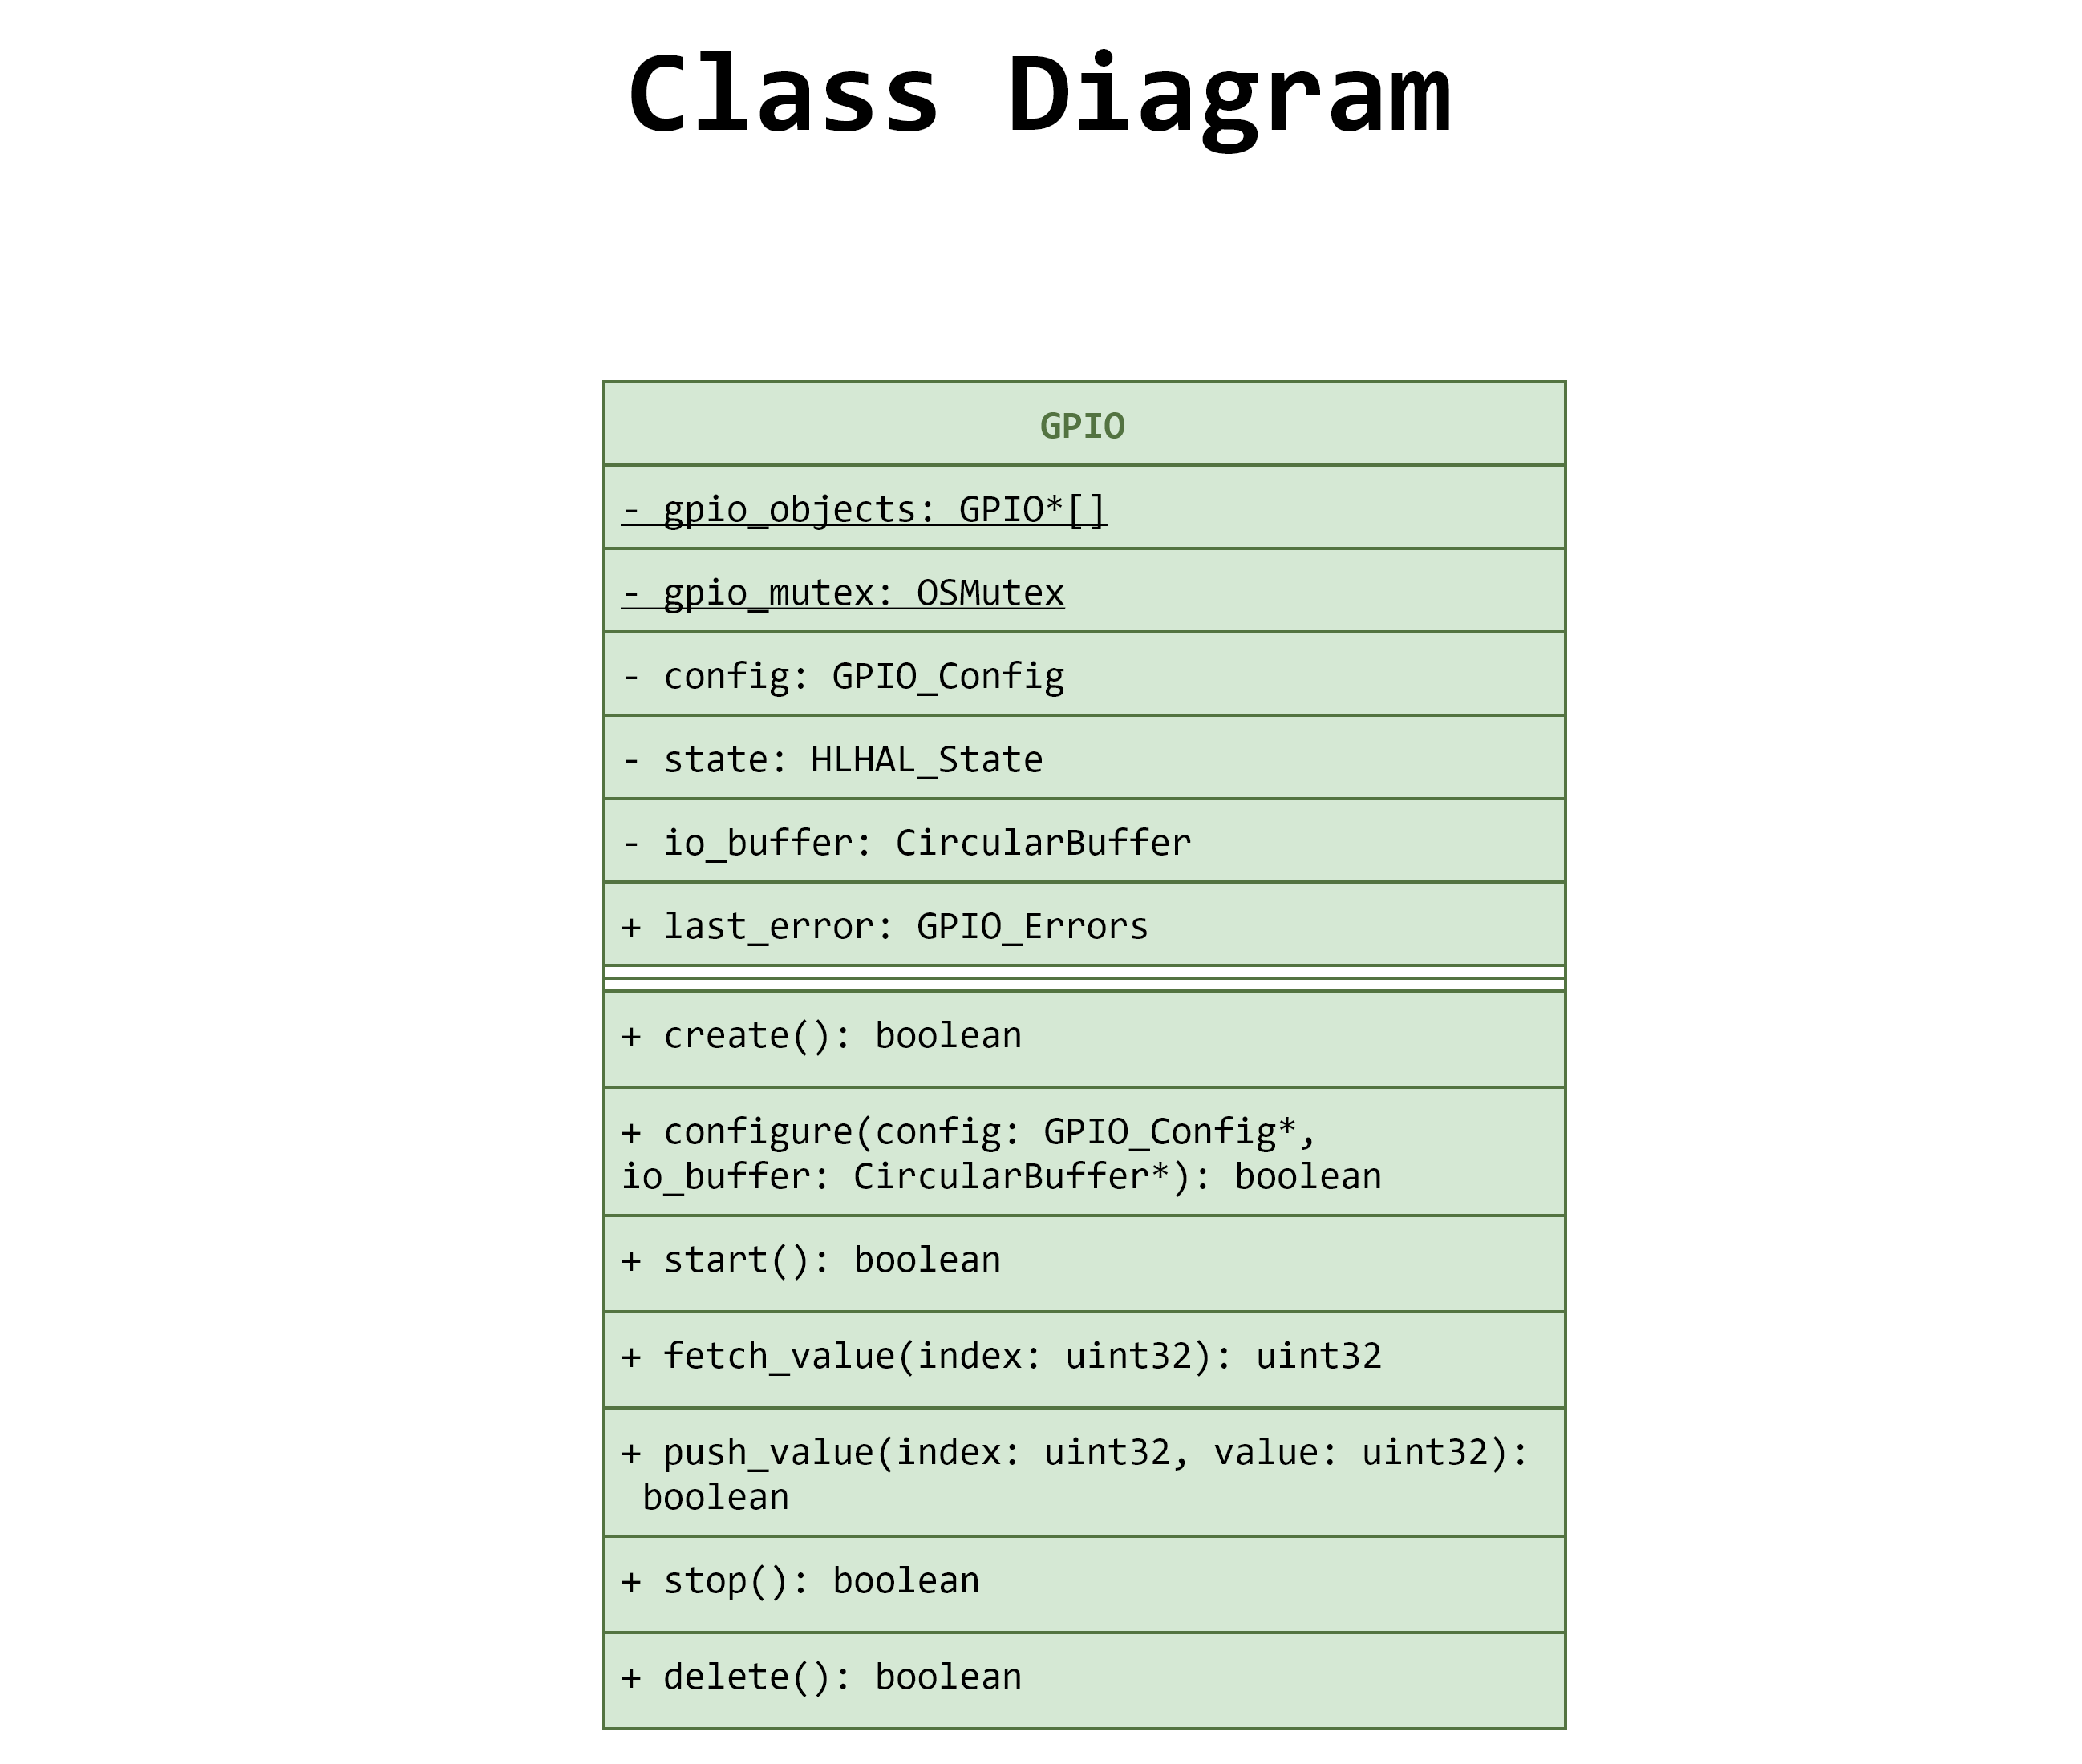 Class Diagram
GPIO
- gpio_objects: GPIO*[]
- gpio_mutex: OSMutex
- config: GPIO_Config
- state: HLHAL_State
- io_buffer: CircularBuffer
+ last_error: GPIO_Errors
+ create(): boolean
+ configure(config: GPIO_Config*,
io_buffer: CircularBuffer*): boolean
+ start(): boolean
+ fetch_value(index: uint32): uint32
+ push_value(index: uint32, value: uint32):
boolean
+ stop(): boolean
+ delete(): boolean